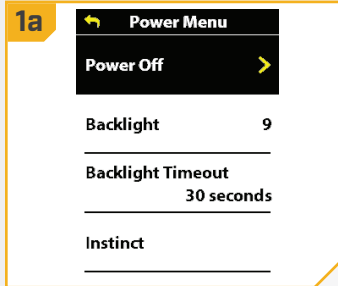 1a
Power Menu
Power Off
Backlight 9
Backlight Timeout
30 seconds
Instinct